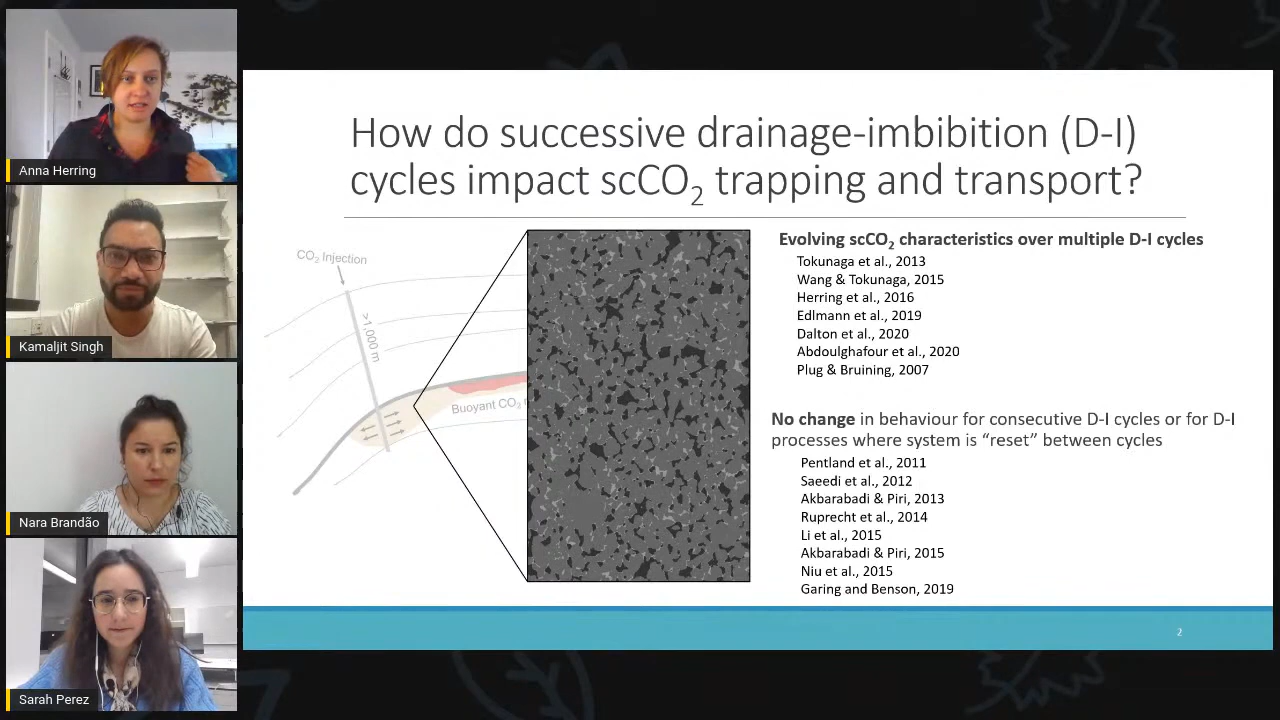 Anna Herring
Kamaljit Singh
Nara Brandão
Sarah Perez
How do successive drainage-imbibition (D-I)
cycles impact scCO2 trapping and transport?
CO2 Injection
>1,000 m
Buoyant CO2
Evolving scCO2 characteristics over multiple D-I cycles
Tokunaga et al., 2013
Wang & Tokunaga, 2015
Herring et al., 2016
Edlmann et al., 2019
Dalton et al., 2020
Abdoulghafour et al., 2020
Plug & Bruining, 2007
No change in behaviour for consecutive D-I cycles or for D-I
processes where system is “reset” between cycles
Pentland et al., 2011
Saeedi et al., 2012
Akbarabadi & Piri, 2013
Ruprecht et al., 2014
Li et al., 2015
Akbarabadi & Piri, 2015
Niu et al., 2015
Garing and Benson, 2019
2